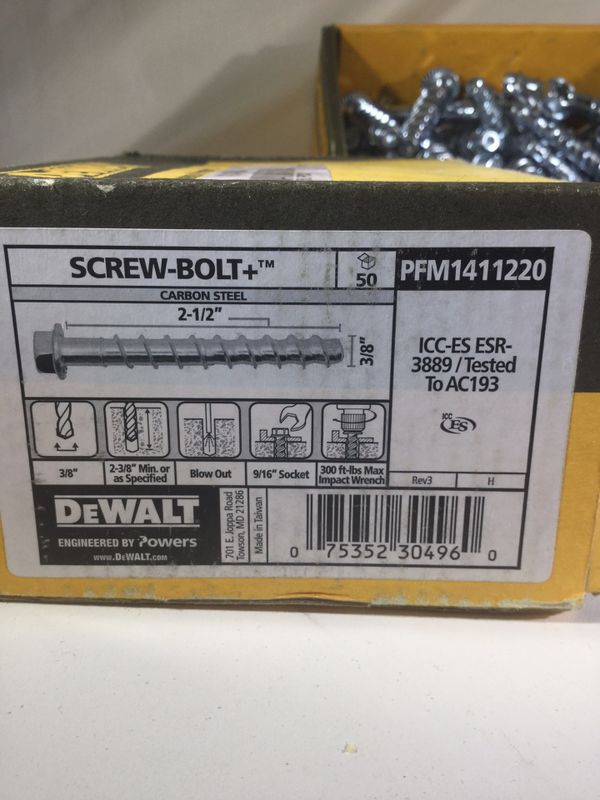 SCREW-BOLT+™
50
PFM1411220
CARBON STEEL
2-1/2"
3/8"
ICC-ES ESR-
3889 / Tested
To AC193
ICC
ES
3/8"
2-3/8" Min. or
as Specified
Blow Out
9/16" Socket
300 ft-lbs Max
Impact Wrench
Rev3
H
DEWALT
ENGINEERED BY Powers
www.DEWALT.com
701 E. Joppa Road
Towson, MD 21286
Made in Taiwan
0 75352 30496 0